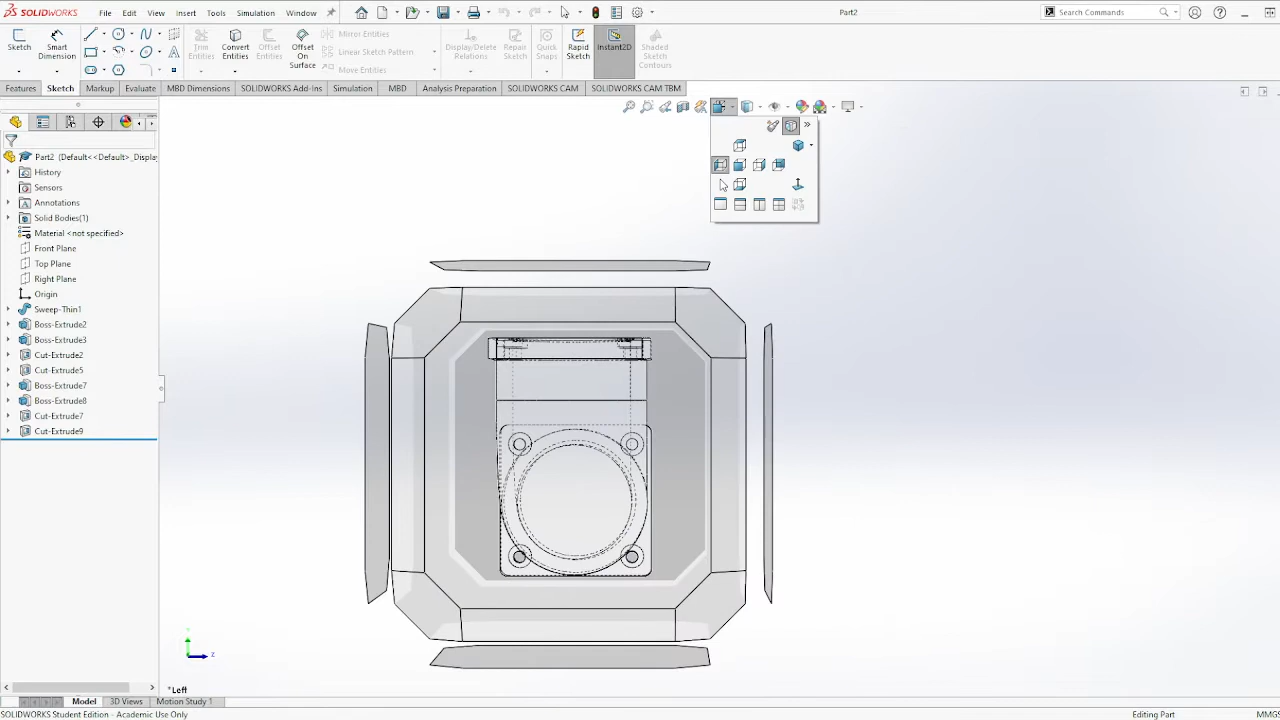 SOLIDWORKS File Edit View Insert Tools Simulation Window Part2 Search Commands
Sketch Smart Dimension Trim Entities Convert Entities Offset Entities Offset On Surface Mirror Entities Linear Sketch Pattern Move Entities Display/Delete Relations Repair Sketch Quick Snaps Rapid Sketch Instant2D Shaded Sketch Contours
Features Sketch Markup Evaluate MBD Dimensions SOLIDWORKS Add-Ins Simulation MBD Analysis Preparation SOLIDWORKS CAM SOLIDWORKS CAM TBM
Part2 (Default<<Default>_Display
History
Sensors
Annotations
Solid Bodies(1)
Material <not specified>
Front Plane
Top Plane
Right Plane
Origin
Sweep-Thin1
Boss-Extrude2
Boss-Extrude3
Cut-Extrude2
Cut-Extrude5
Boss-Extrude7
Boss-Extrude8
Cut-Extrude7
Cut-Extrude9
Z
*Left
Model 3D Views Motion Study 1
SOLIDWORKS Student Edition - Academic Use Only Editing Part MMGS